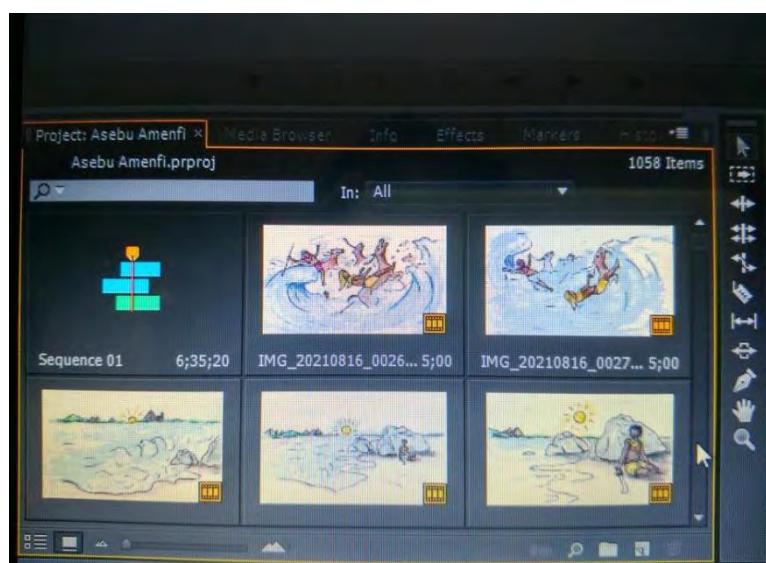 Project: Asebu Amenfi × Media Browser Info Effects Markers
Asebu Amenfi.prproj 1058 Items
In: All
Sequence 01 6;35;20 IMG_20210816_0026... 5;00 IMG_20210816_0027... 5;00